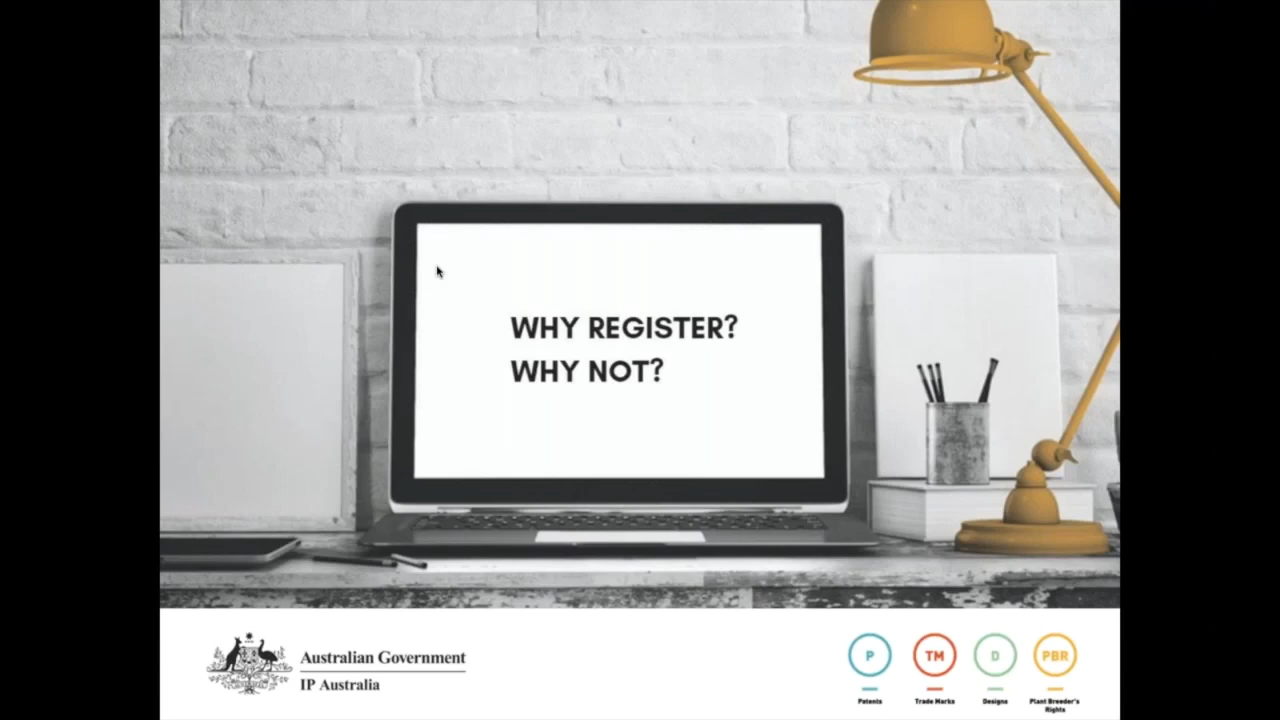 WHY REGISTER?
WHY NOT?
Australian Government
IP Australia
P
TM
D
PBR
Patents
Trade Marks
Designs
Plant Breeder's
Rights